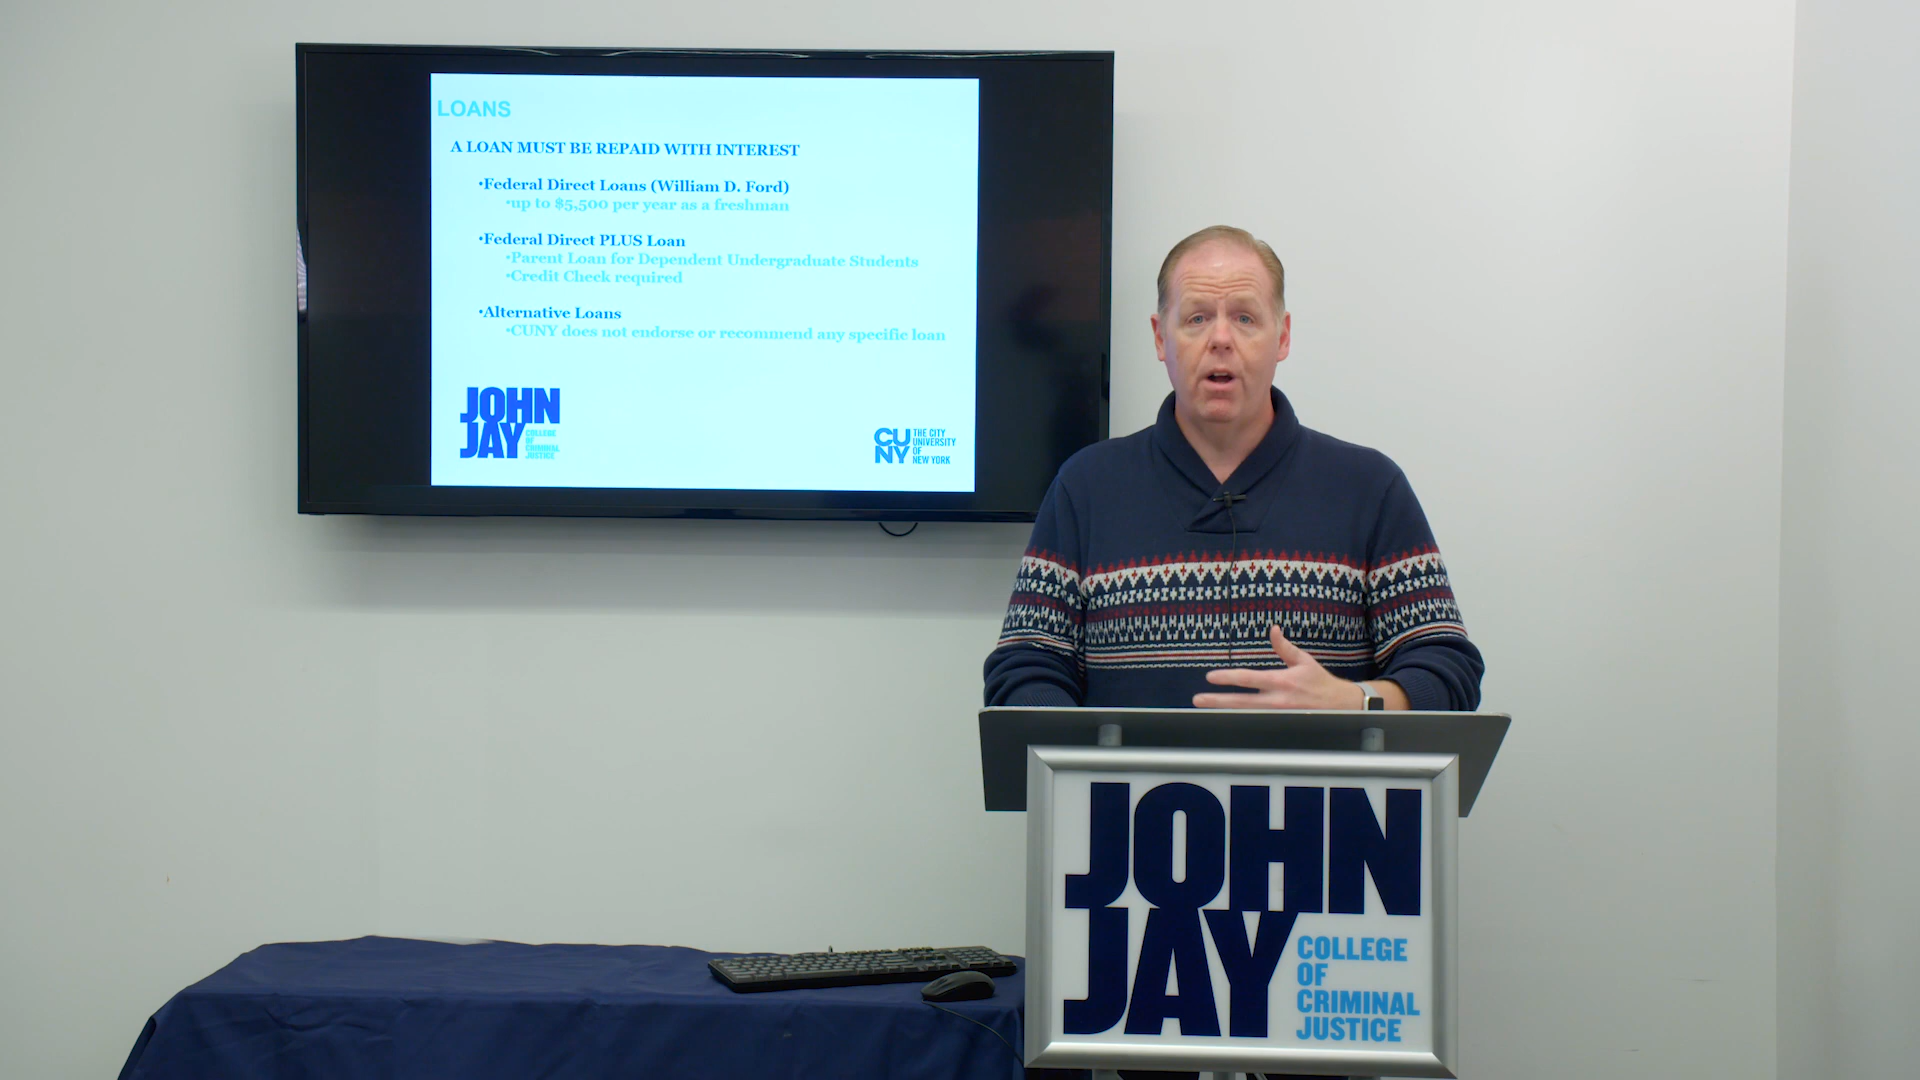 LOANS
A LOAN MUST BE REPAID WITH INTEREST
•Federal Direct Loans (William D. Ford)
•up to $5,500 per year as a freshman
•Federal Direct PLUS Loan
•Parent Loan for Dependent Undergraduate Students
•Credit Check required
•Alternative Loans
•CUNY does not endorse or recommend any specific loan
JOHN
JAY
COLLEGE
OF
CRIMINAL
JUSTICE
CU
NY
THE CITY
UNIVERSITY
OF
NEW YORK
JOHN
JAY
COLLEGE
OF
CRIMINAL
JUSTICE